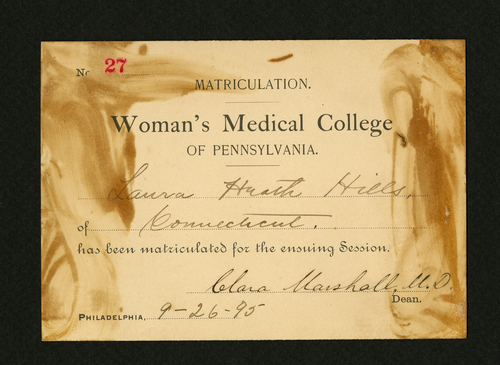 No 27
MATRICULATION.
Woman's Medical College
OF PENNSYLVANIA.
Laura Heath Hills,
of Connecticut.
has been matriculated for the ensuing Session.
Clara Marshall, M.D.
Dean.
PHILADELPHIA, 9-26-95